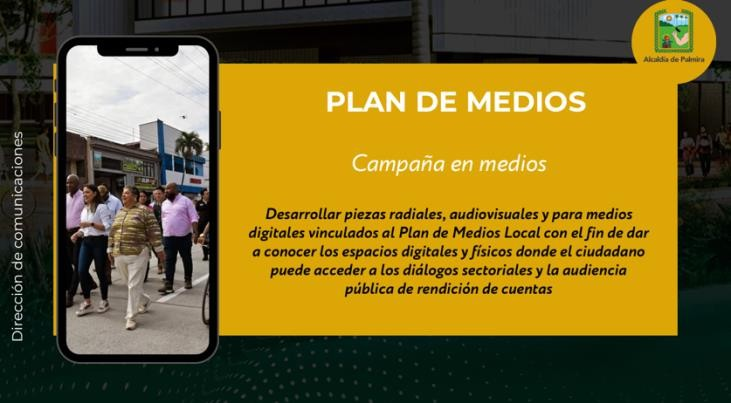 Alcaldía de Palmira
PLAN DE MEDIOS
Campaña en medios
Desarrollar piezas radiales, audiovisuales y para medios
digitales vinculados al Plan de Medios Local con el fin de dar
a conocer los espacios digitales y físicos donde el ciudadano
puede acceder a los diálogos sectoriales y la audiencia
pública de rendición de cuentas
Dirección de comunicaciones